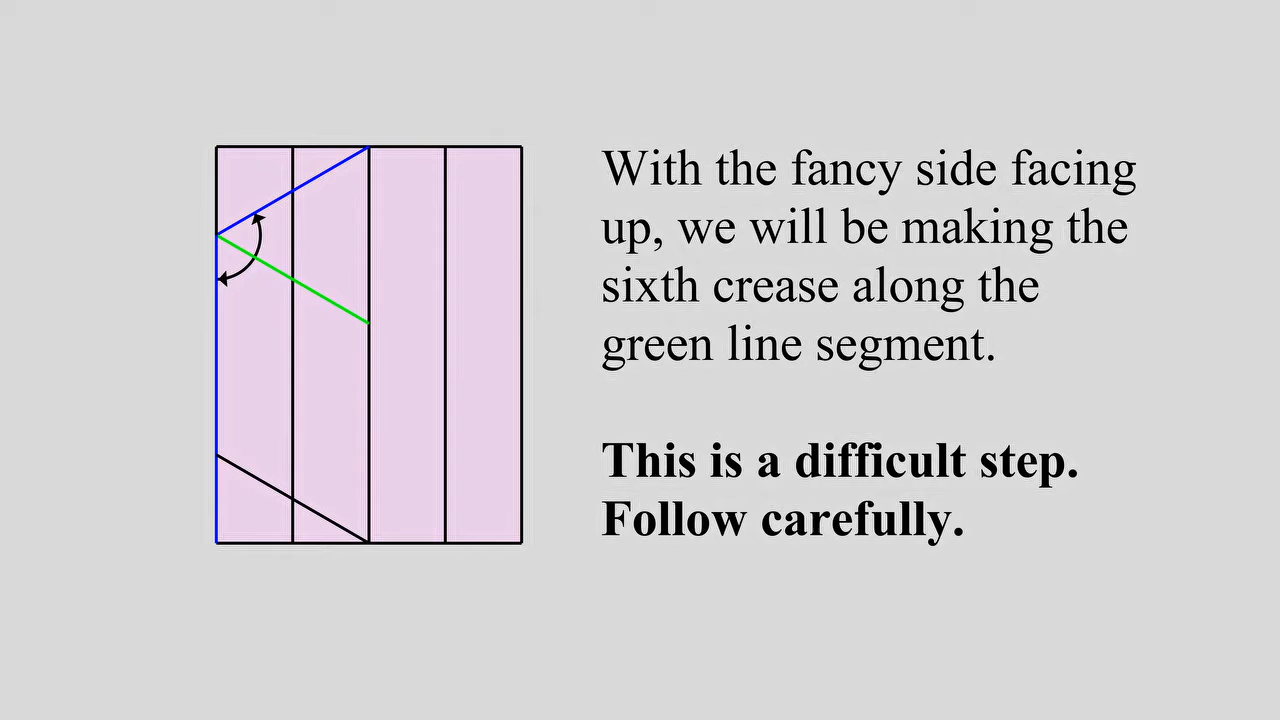 With the fancy side facing
up, we will be making the
sixth crease along the
green line segment.
This is a difficult step.
Follow carefully.